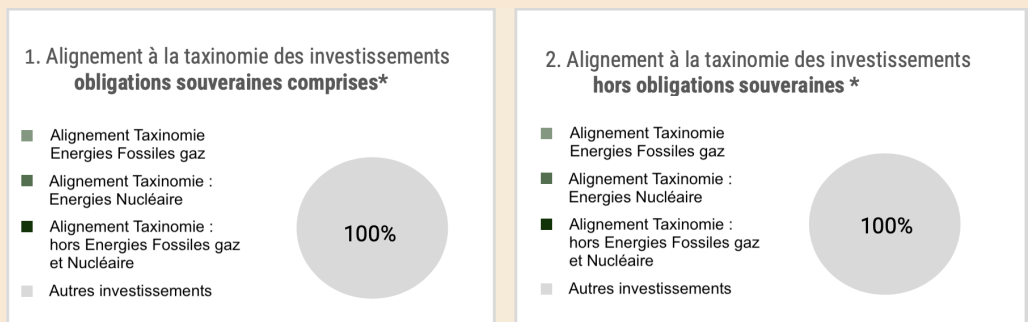 1. Alignement à la taxinomie des investissements
obligations souveraines comprises*
Alignement Taxinomie
Energies Fossiles gaz
Alignement Taxinomie :
Energies Nucléaire
Alignement Taxinomie :
hors Energies Fossiles gaz
et Nucléaire
Autres investissements
100%
2. Alignement à la taxinomie des investissements
hors obligations souveraines *
Alignement Taxinomie
Energies Fossiles gaz
Alignement Taxinomie :
Energies Nucléaire
Alignement Taxinomie :
hors Energies Fossiles gaz
et Nucléaire
Autres investissements
100%